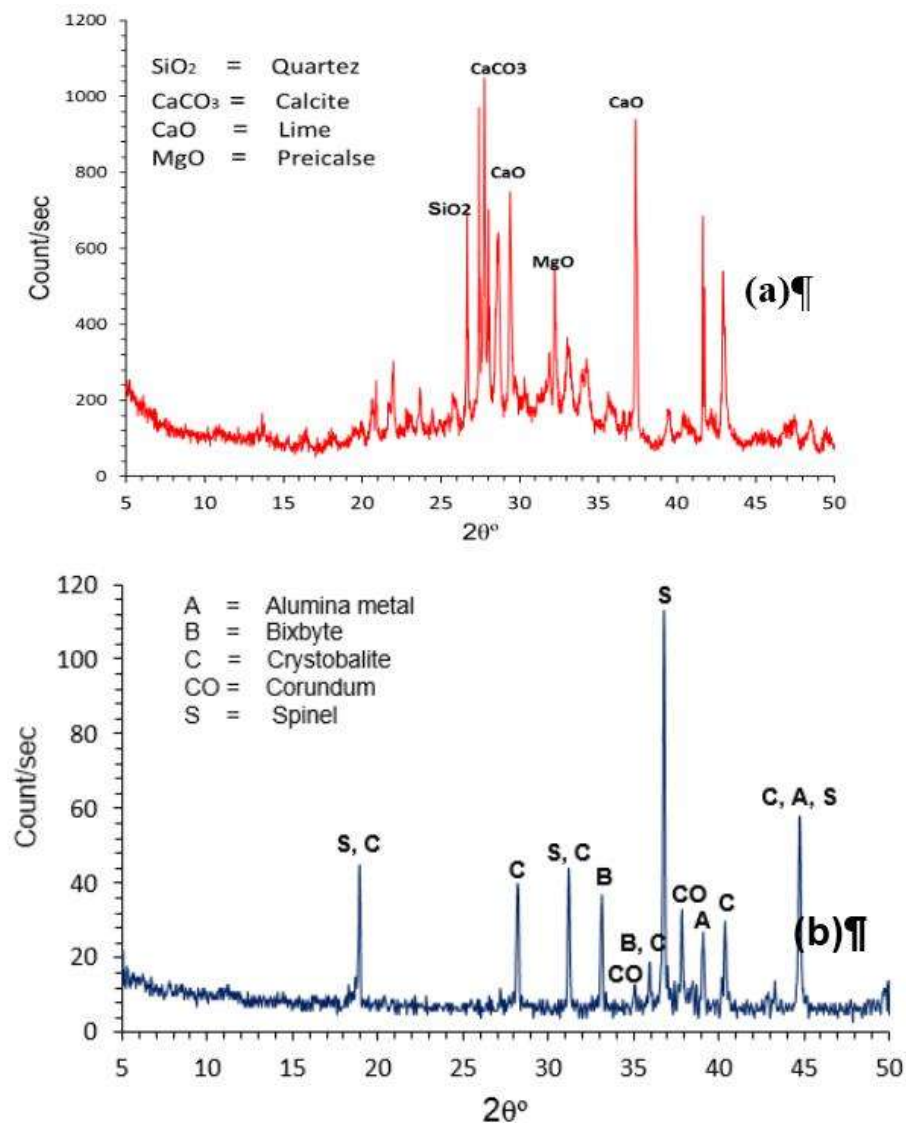 1200
1000
800
600
400
200
0
Count/sec
SiO₂ = Quartez
CaCO₃ = Calcite
CaO = Lime
MgO = Preicalse
CaCO3
CaO
CaO
SiO2
MgO
(a)¶
5 10 15 20 25 30 35 40 45 50
2θº
120
100
80
60
40
20
0
Count/sec
A = Alumina metal
B = Bixbyte
C = Crystobalite
CO = Corundum
S = Spinel
S
C, A, S
S, C
S, C
C
B
CO
C
A
B, C
CO
(b)¶
5 10 15 20 25 30 35 40 45 50
2θº